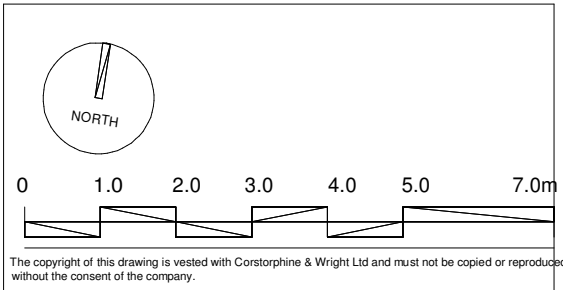 NORTH
0 1.0 2.0 3.0 4.0 5.0 7.0m
The copyright of this drawing is vested with Corstorphine & Wright Ltd and must not be copied or reproduced
without the consent of the company.